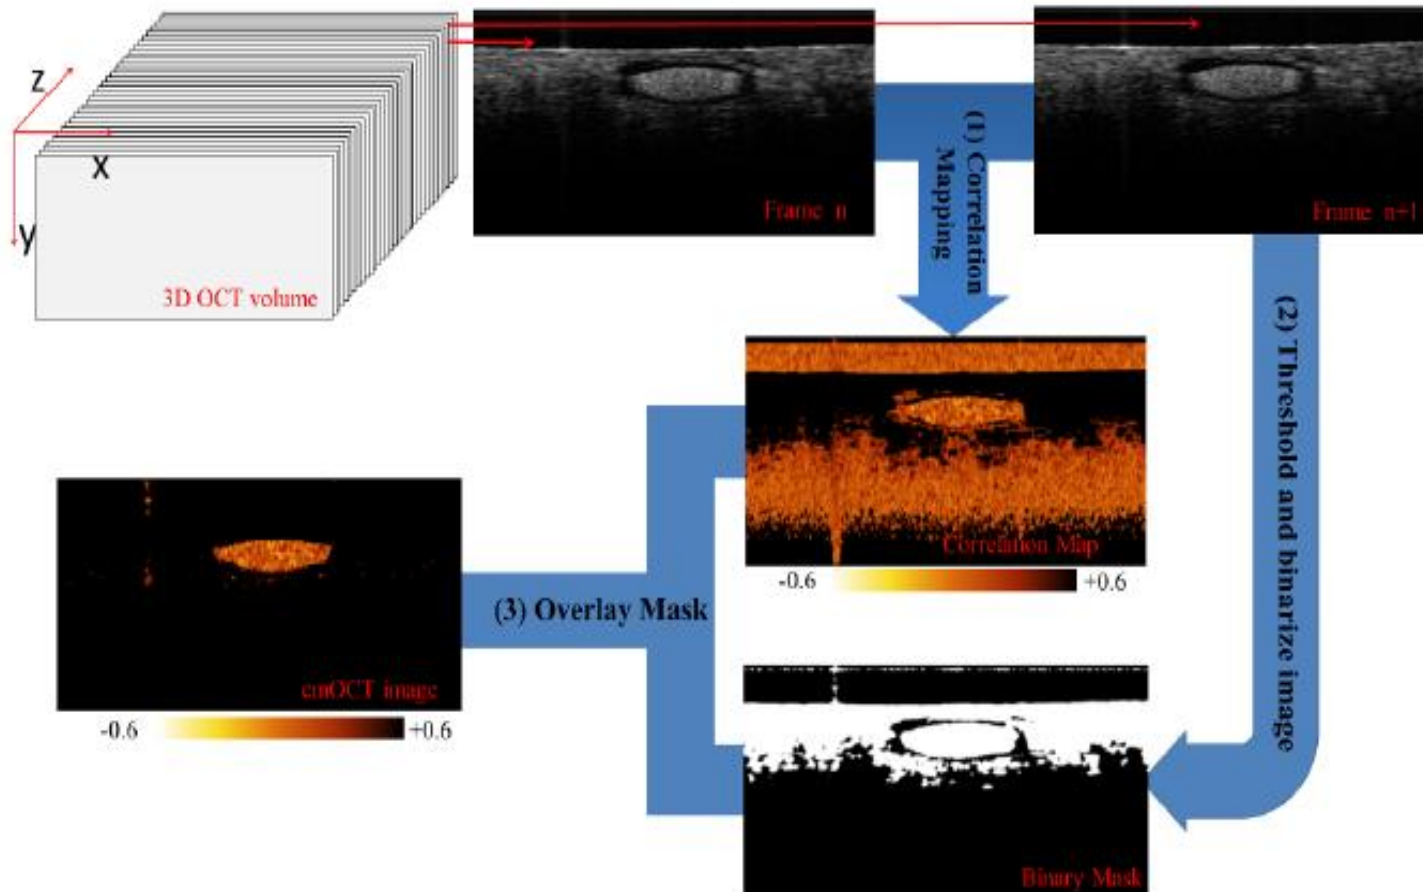 z
x
y
3D OCT volume
Frame n
Frame n+1
(1) Correlation
Mapping
(2) Threshold and binarize image
Correlation Map
-0.6
+0.6
(3) Overlay Mask
cmOCT image
-0.6
+0.6
Binary Mask